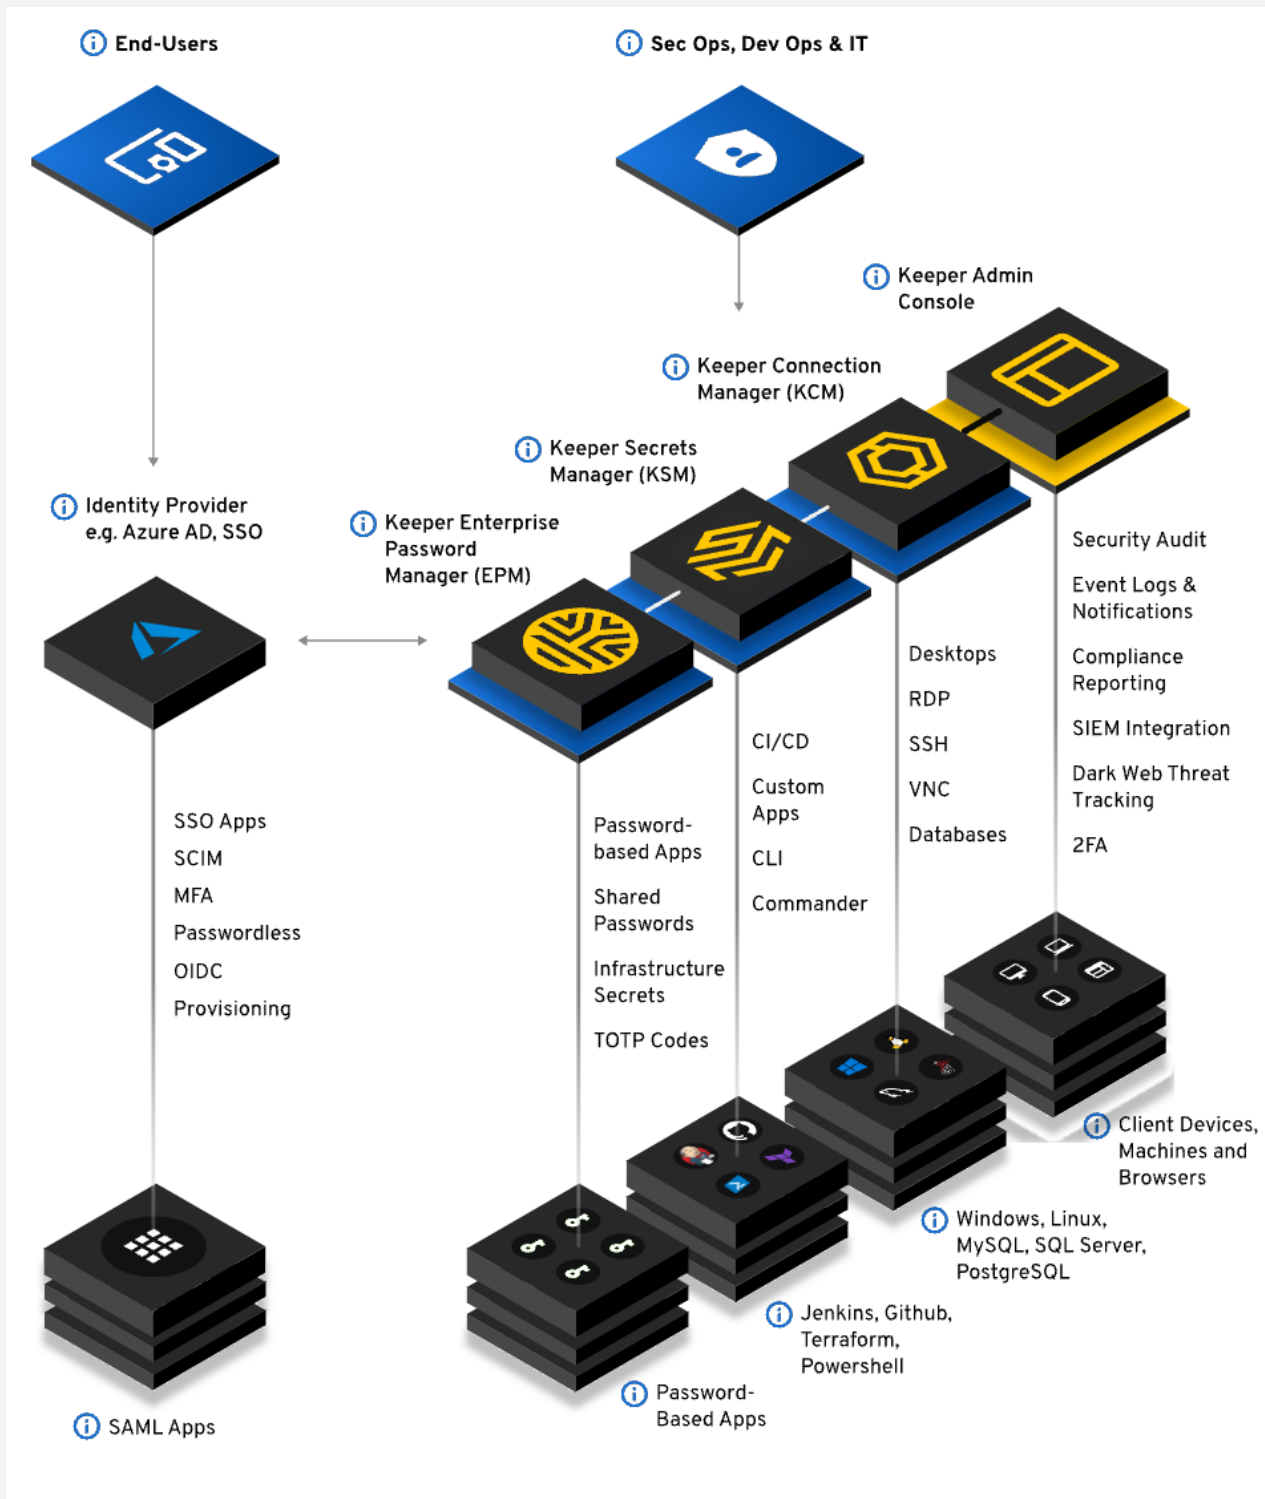 End-Users
Sec Ops, Dev Ops & IT
Keeper Admin
Console
Keeper Connection
Manager (KCM)
Keeper Secrets
Manager (KSM)
Identity Provider
e.g. Azure AD, SSO
Keeper Enterprise
Password
Manager (EPM)
SSO Apps
SCIM
MFA
Passwordless
OIDC
Provisioning
Password-
based Apps
Shared
Passwords
Infrastructure
Secrets
TOTP Codes
CI/CD
Custom
Apps
CLI
Commander
Desktops
RDP
SSH
VNC
Databases
Security Audit
Event Logs &
Notifications
Compliance
Reporting
SIEM Integration
Dark Web Threat
Tracking
2FA
Client Devices,
Machines and
Browsers
Windows, Linux,
MySQL, SQL Server,
PostgreSQL
Jenkins, Github,
Terraform,
Powershell
Password-
Based Apps
SAML Apps